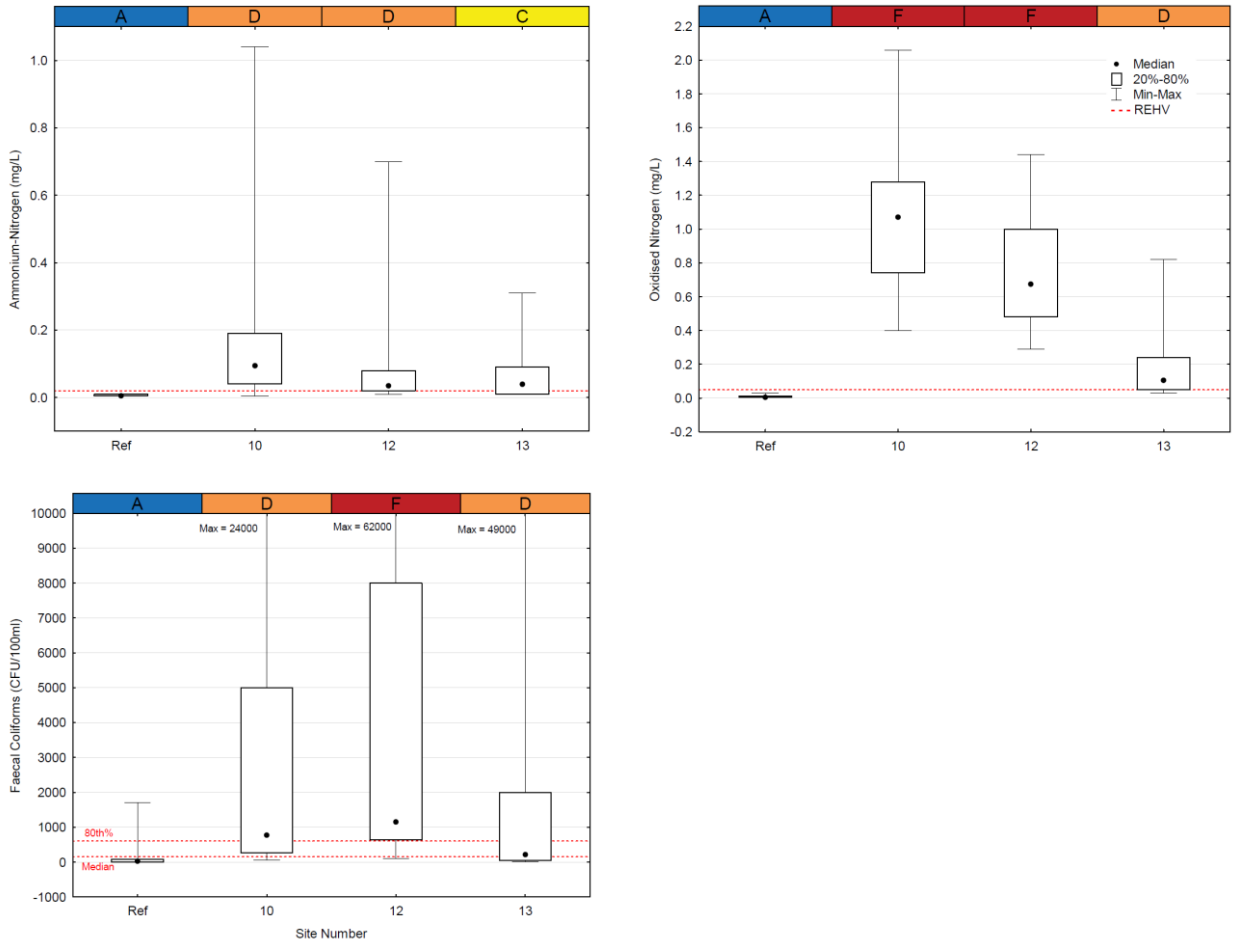 A D D C
1.0
0.8
0.6
0.4
0.2
0.0
Ammonium-Nitrogen (mg/L)
Ref 10 12 13
A F F D
2.2
2.0
1.8
1.6
1.4
1.2
1.0
0.8
0.6
0.4
0.2
0.0
-0.2
Oxidised Nitrogen (mg/L)
Median
20%-80%
Min-Max
REHV
Ref 10 12 13
A D F D
10000
9000
8000
7000
6000
5000
4000
3000
2000
1000
0
-1000
Faecal Coliforms (CFU/100ml)
Max = 24000 Max = 62000 Max = 49000
80th%
Median
Ref 10 12 13
Site Number